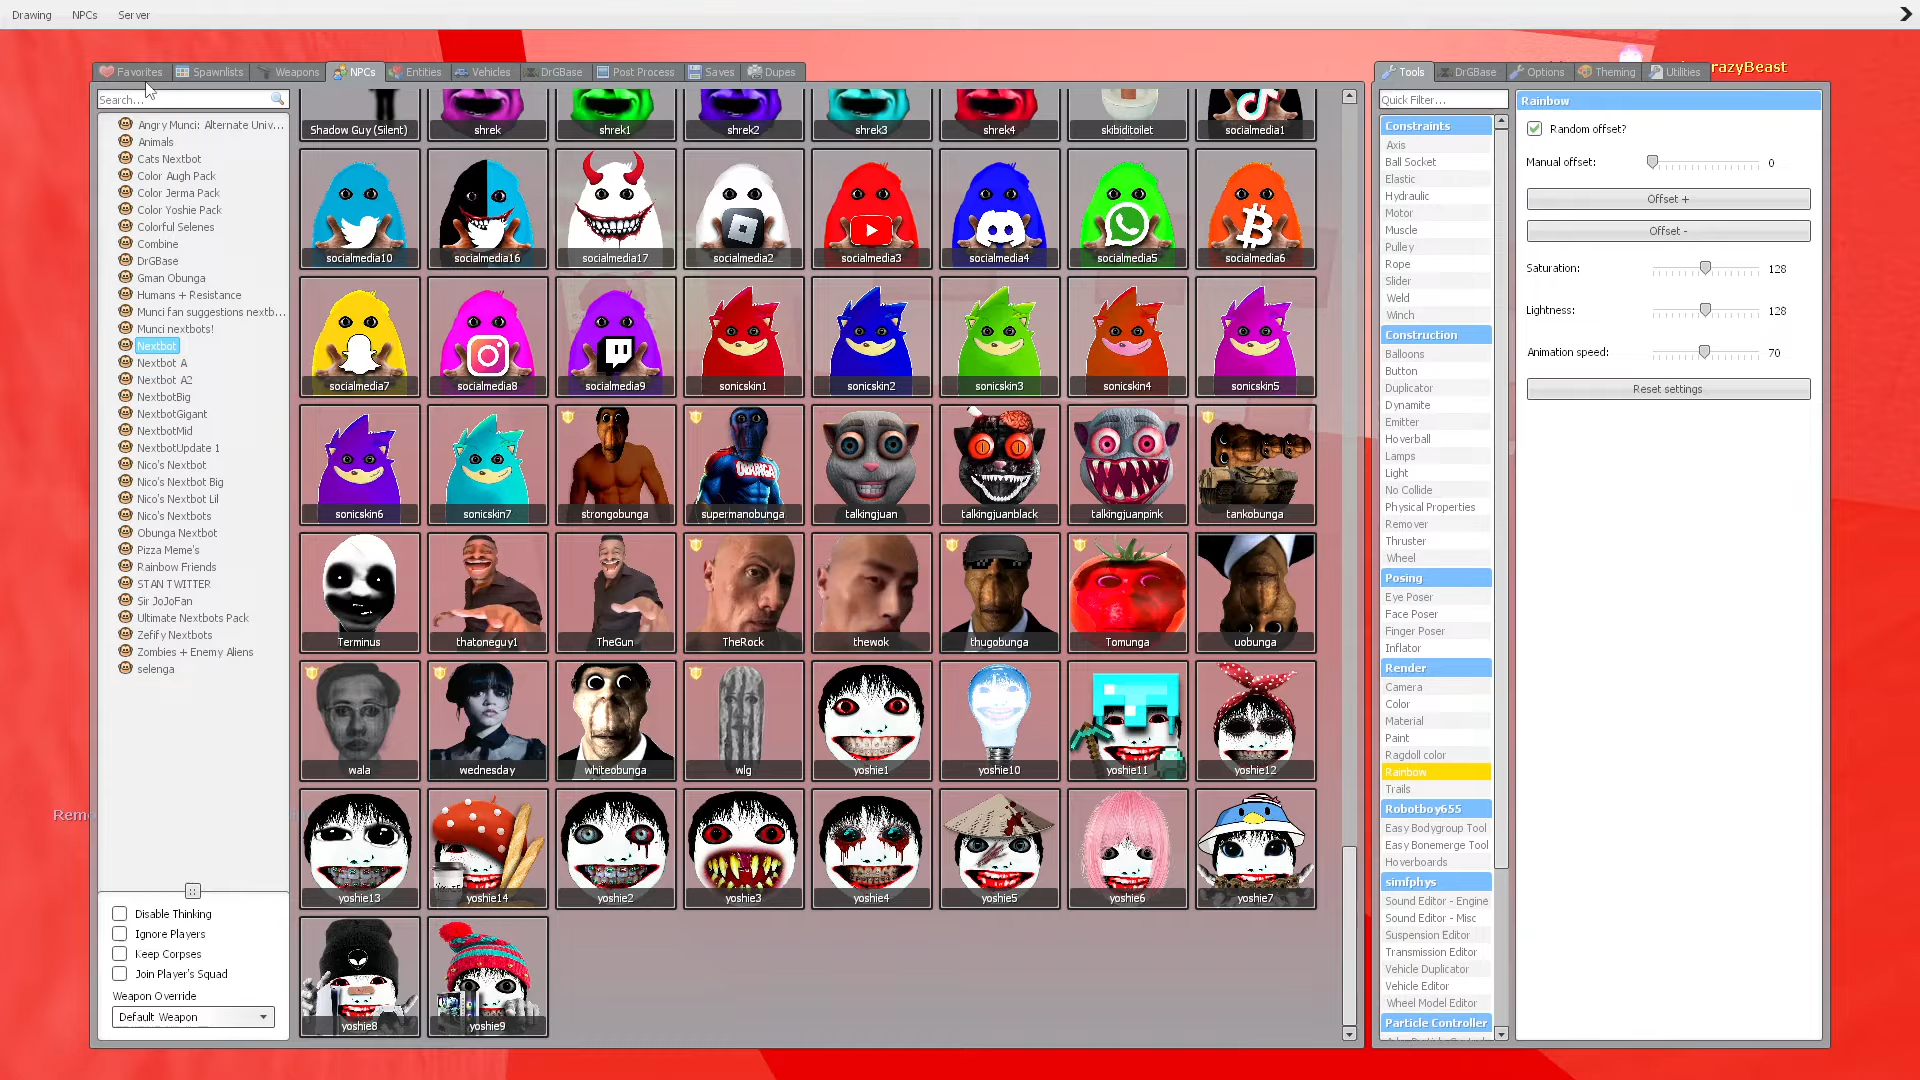 Drawing NPCs Server
Favorites Spawnlists Weapons NPCs Entities Vehicles DrGBase Post Process Saves Dupes
Search...
Angry Munci: Alternate Univ...
Animals
Cats Nextbot
Color Augh Pack
Color Jerma Pack
Color Yoshie Pack
Colorful Selenes
Combine
DrGBase
Gman Obunga
Humans + Resistance
Munci fan suggestions nextb...
Munci nextbots!
Nextbot
Nextbot A
Nextbot A2
NextbotBig
NextbotGigant
NextbotMid
NextbotUpdate 1
Nico's Nextbot
Nico's Nextbot Big
Nico's Nextbot Lil
Nico's Nextbots
Obunga Nextbot
Pizza Meme's
Rainbow Friends
STAN TWITTER
Sir JoJoFan
Ultimate Nextbots Pack
Zefify Nextbots
Zombies + Enemy Aliens
selenga
Reme
Disable Thinking
Ignore Players
Keep Corpses
Join Player's Squad
Weapon Override
Default Weapon
Shadow Guy (Silent) shrek shrek1 shrek2 shrek3 shrek4 skibiditoilet socialmedia1
socialmedia10 socialmedia16 socialmedia17 socialmedia2 socialmedia3 socialmedia4 socialmedia5 socialmedia6
socialmedia7 socialmedia8 socialmedia9 sonicskin1 sonicskin2 sonicskin3 sonicskin4 sonicskin5
OBUNGA
sonicskin6 sonicskin7 strongobunga supermanobunga talkingjuan talkingjuanblack talkingjuanpink tankobunga
Terminus thatoneguy1 TheGun TheRock thewok thugobunga Tomunga uobunga
wala wednesday whiteobunga wlg yoshie1 yoshie10 yoshie11 yoshie12
yoshie13 yoshie14 yoshie2 yoshie3 yoshie4 yoshie5 yoshie6 yoshie7
yoshie8 yoshie9
razyBeast
Tools DrGBase Options Theming Utilities
Quick Filter...
Constraints
Axis
Ball Socket
Elastic
Hydraulic
Motor
Muscle
Pulley
Rope
Slider
Weld
Winch
Construction
Balloons
Button
Duplicator
Dynamite
Emitter
Hoverball
Lamps
Light
No Collide
Physical Properties
Remover
Thruster
Wheel
Posing
Eye Poser
Face Poser
Finger Poser
Inflator
Render
Camera
Color
Material
Paint
Ragdoll color
Rainbow
Trails
Robotboy655
Easy Bodygroup Tool
Easy Bonemerge Tool
Hoverboards
simfphys
Sound Editor - Engine
Sound Editor - Misc
Suspension Editor
Transmission Editor
Vehicle Duplicator
Vehicle Editor
Wheel Model Editor
Particle Controller
Rainbow
Random offset?
Manual offset: 0
Offset +
Offset -
Saturation: 128
Lightness: 128
Animation speed: 70
Reset settings